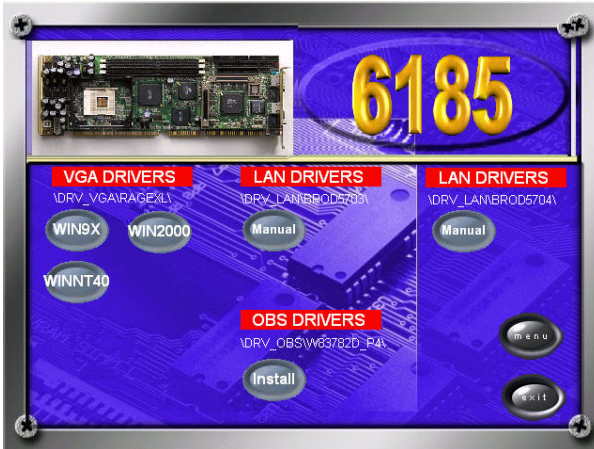 6185
VGA DRIVERS
\DRV_VGA\RAGEXL\
WIN9X
WIN2000
WINNT40
LAN DRIVERS
\DRV_LAN\BROD5703\
Manual
LAN DRIVERS
\DRV_LAN\BROD5704\
Manual
OBS DRIVERS
\DRV_OBS\W83782D_P4\
Install
menu
exit